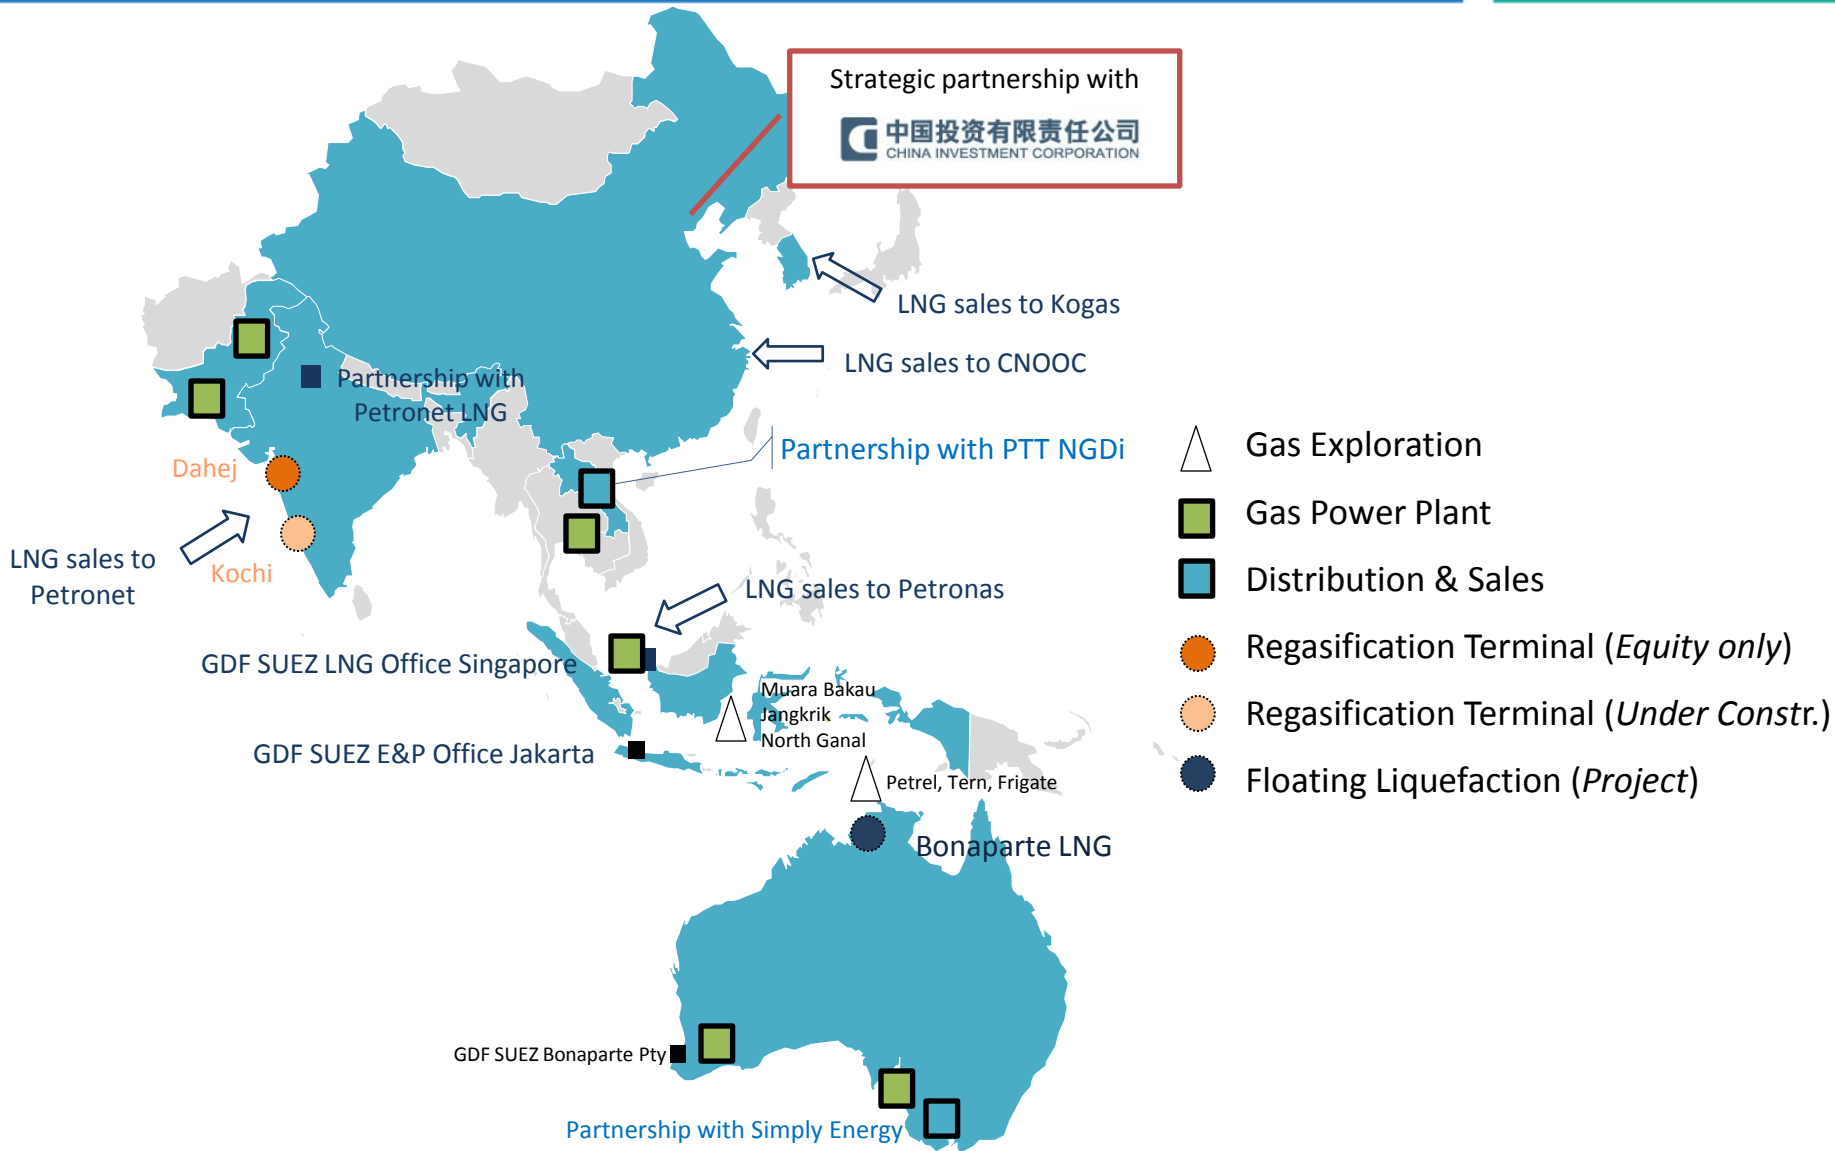 Strategic partnership with
中国投资有限责任公司
CHINA INVESTMENT CORPORATION
LNG sales to Kogas
LNG sales to CNOOC
Partnership with
Petronet LNG
Partnership with PTT NGDi
Dahej
LNG sales to
Petronet
Kochi
LNG sales to Petronas
GDF SUEZ LNG Office Singapore
Muara Bakau
Jangkrik
North Ganal
GDF SUEZ E&P Office Jakarta
Petrel, Tern, Frigate
Bonaparte LNG
GDF SUEZ Bonaparte Pty
Partnership with Simply Energy
Gas Exploration
Gas Power Plant
Distribution & Sales
Regasification Terminal (Equity only)
Regasification Terminal (Under Constr.)
Floating Liquefaction (Project)